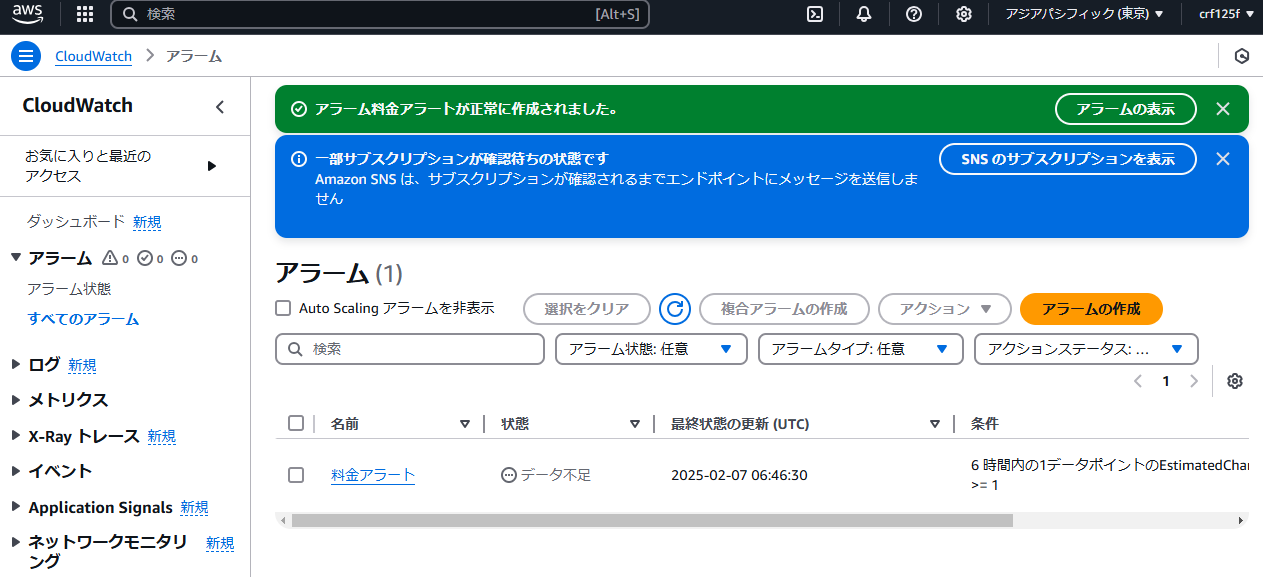 aws
検索 [Alt+S]
アジアパシフィック (東京) ▼ crf125f ▼
CloudWatch > アラーム
CloudWatch
お気に入りと最近の
アクセス
ダッシュボード 新規
アラーム 0 0 0
アラーム状態
すべてのアラーム
ログ 新規
メトリクス
X-Ray トレース 新規
イベント
Application Signals 新規
ネットワークモニタリ
ング 新規
アラーム料金アラートが正常に作成されました。 アラームの表示
一部サブスクリプションが確認待ちの状態です SNS のサブスクリプションを表示
Amazon SNS は、サブスクリプションが確認されるまでエンドポイントにメッセージを送信しま
せん
アラーム (1)
Auto Scaling アラームを非表示 選択をクリア 複合アラームの作成 アクション ▼ アラームの作成
検索 アラーム状態: 任意 アラームタイプ: 任意 アクションステータス: ...
1
名前 状態 最終状態の更新 (UTC) 条件
料金アラート データ不足 2025-02-07 06:46:30 6 時間内の1データポイントのEstimatedChar
>= 1